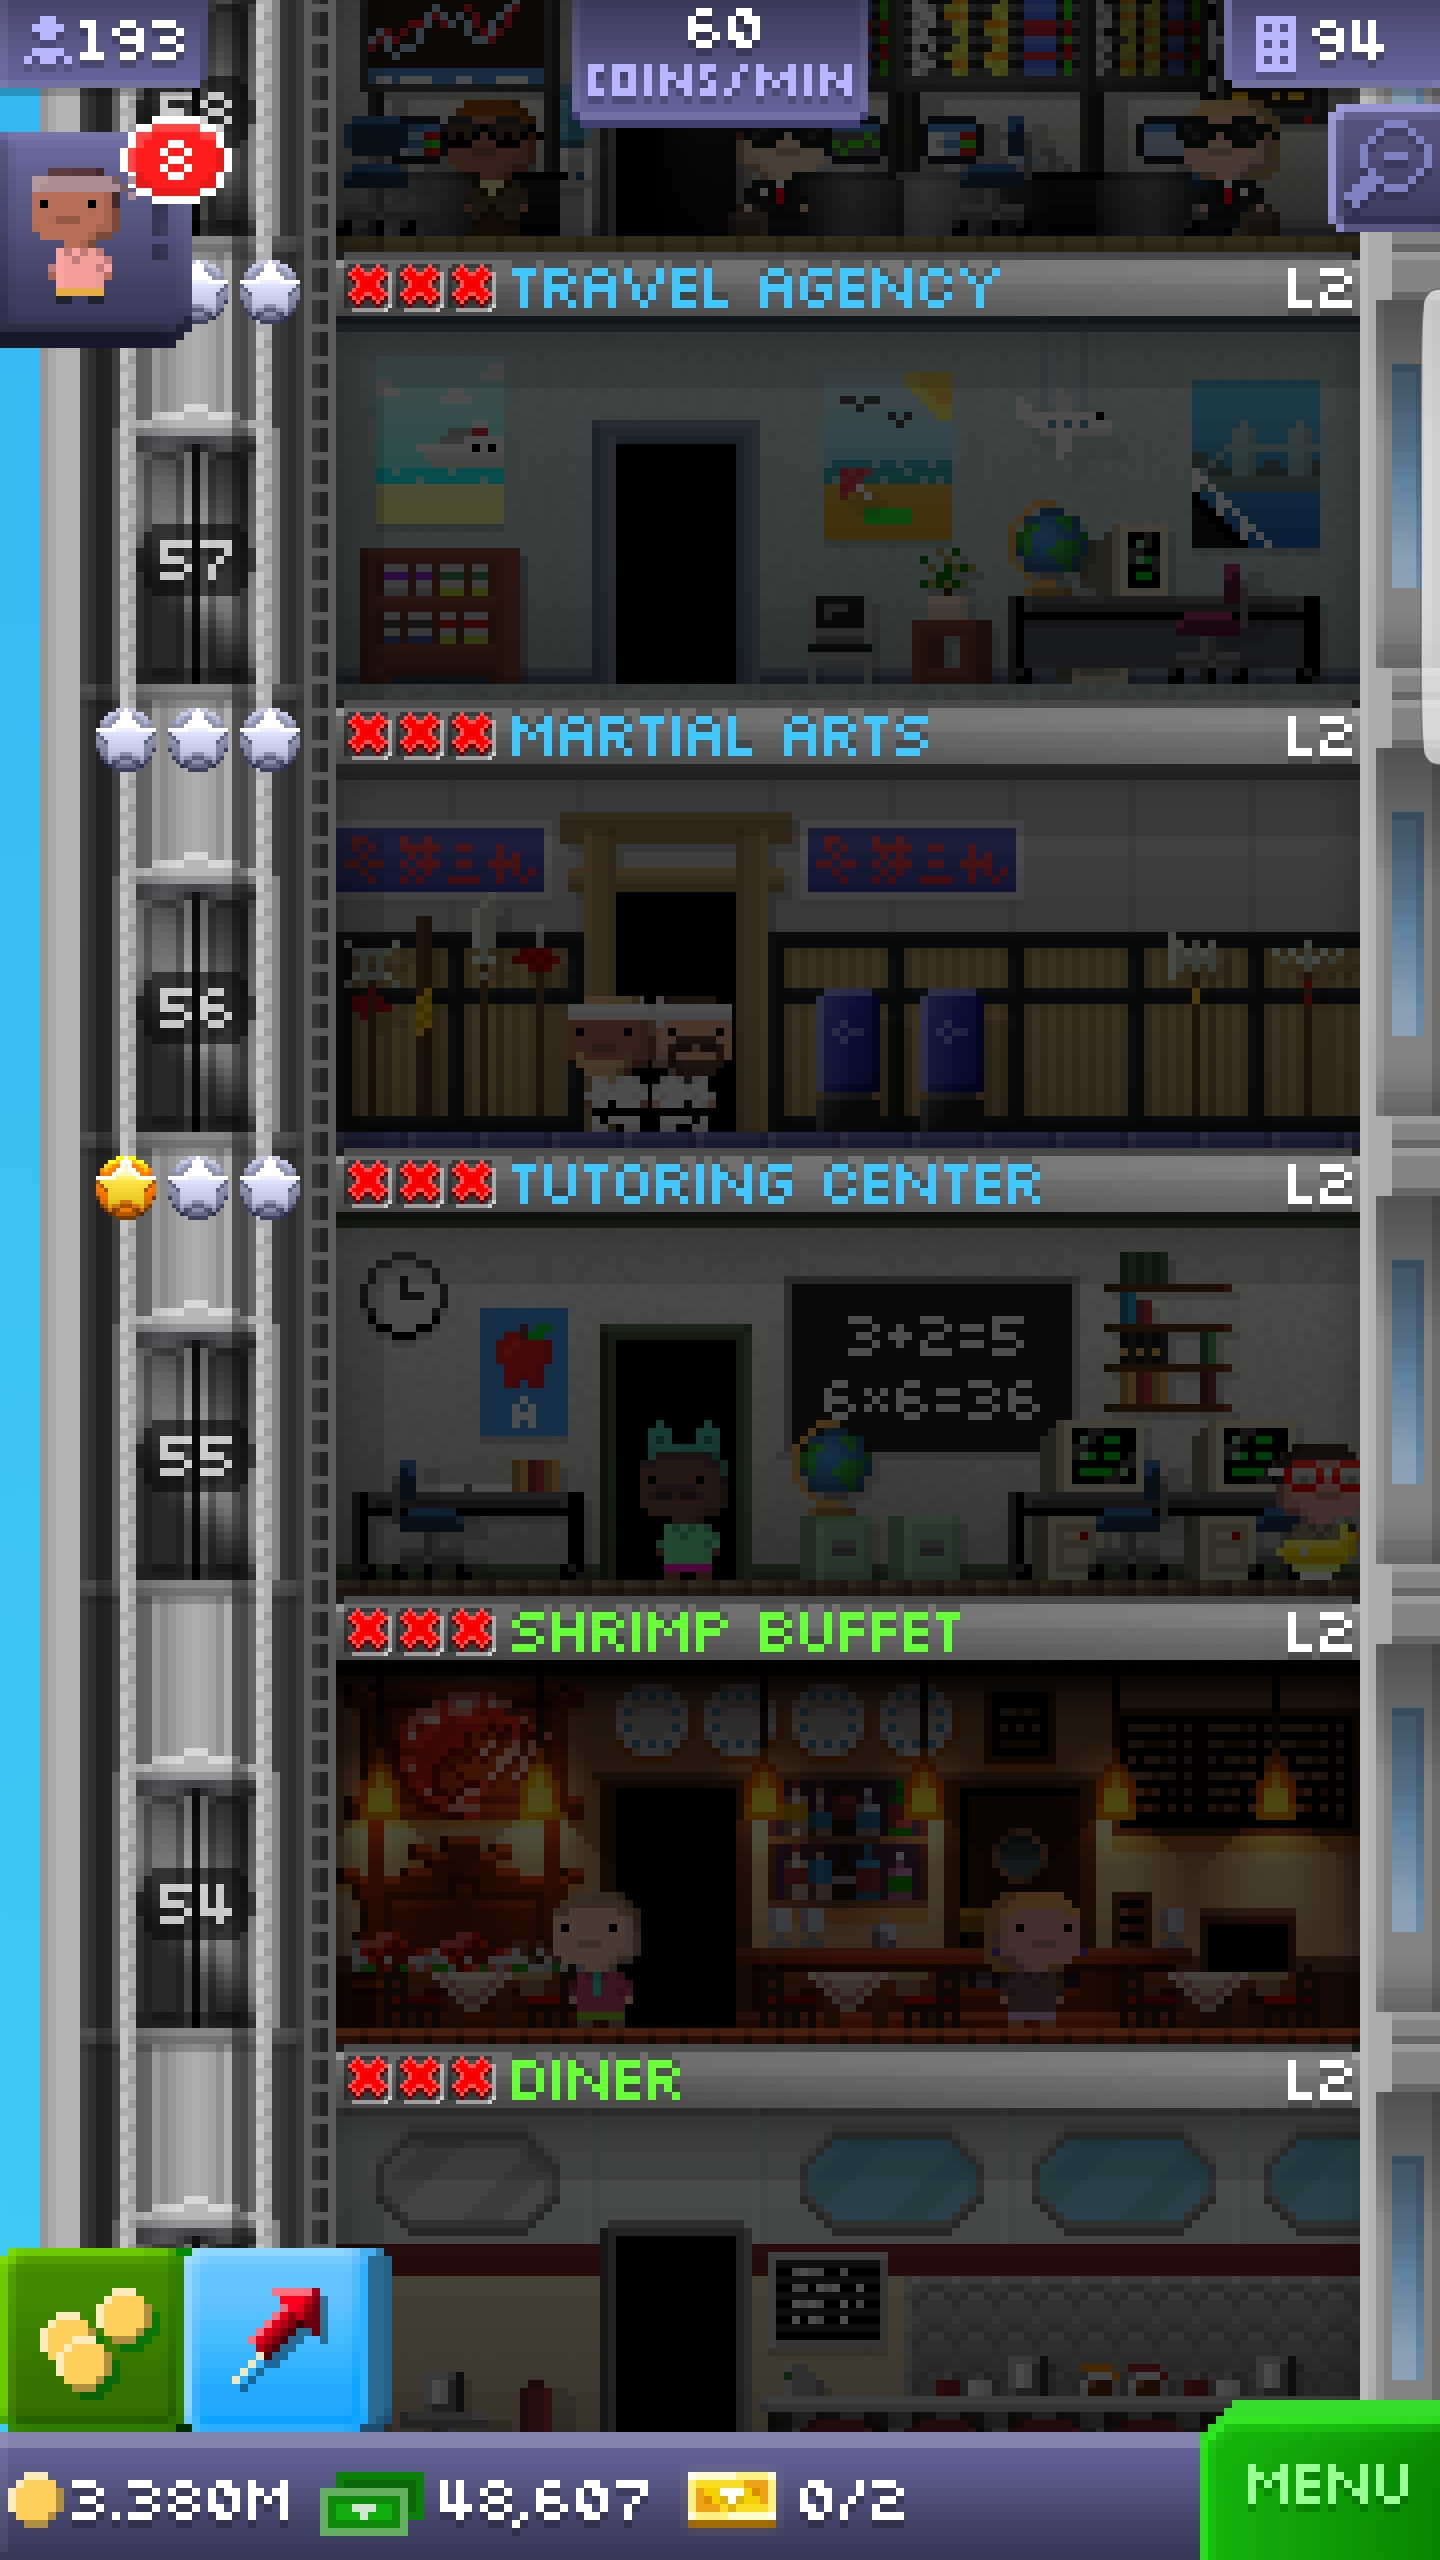 193
60
COINS/MIN
94
58
8
TRAVEL AGENCY L2
57
MARTIAL ARTS L2
56
TUTORING CENTER L2
3+2=5
6x6=36
A
55
SHRIMP BUFFET L2
54
DINER L2
3.380M 48,607 0/2
MENU